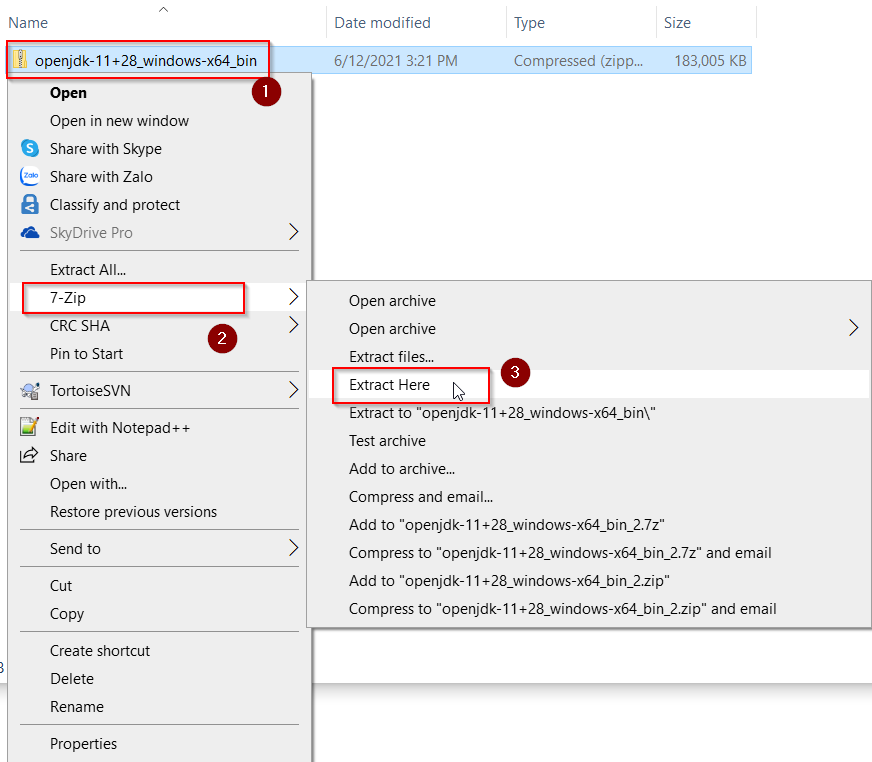 Name Date modified Type Size
openjdk-11+28_windows-x64_bin 6/12/2021 3:21 PM Compressed (zipp... 183,005 KB
1
Open
Open in new window
Share with Skype
Zalo Share with Zalo
Classify and protect
SkyDrive Pro
Extract All...
7-Zip
CRC SHA
2
Pin to Start
TortoiseSVN
Edit with Notepad++
Share
Open with...
Restore previous versions
Send to
Cut
Copy
Create shortcut
Delete
Rename
Properties
Open archive
Open archive
Extract files...
Extract Here
3
Extract to "openjdk-11+28_windows-x64_bin\"
Test archive
Add to archive...
Compress and email...
Add to "openjdk-11+28_windows-x64_bin_2.7z"
Compress to "openjdk-11+28_windows-x64_bin_2.7z" and email
Add to "openjdk-11+28_windows-x64_bin_2.zip"
Compress to "openjdk-11+28_windows-x64_bin_2.zip" and email